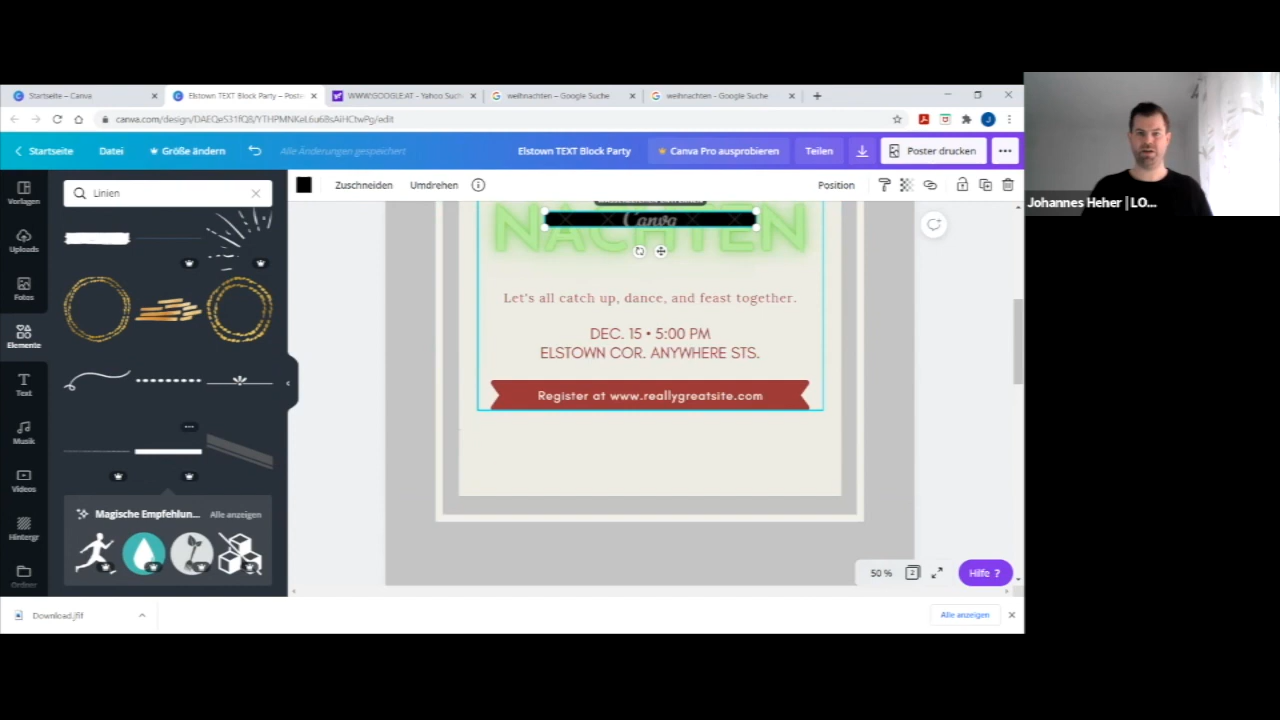 Startseite – Canva
Elstown TEXT Block Party – Poste
WWW.GOOGLE.AT - Yahoo Such
weihnachten – Google Suche
weihnachten - Google Suche
canva.com/design/
Startseite
Datei
Größe ändern
Alle Änderungen gespeichert
Elstown TEXT Block Party
Canva Pro ausprobieren
Teilen
Poster drucken
Vorlagen
Linien
Zuschneiden
Umdrehen
Position
Johannes Heher | LO...
Uploads
Canva
NACHTEN
Fotos
Let's all catch up, dance, and feast together.
Elemente
DEC. 15 • 5:00 PM
ELSTOWN COR. ANYWHERE STS.
Text
Register at www.reallygreatsite.com
Musik
Videos
Magische Empfehlun...
Alle anzeigen
Hintergr
Ordner
50 %
2
Hilfe ?
Download.jfif
Alle anzeigen